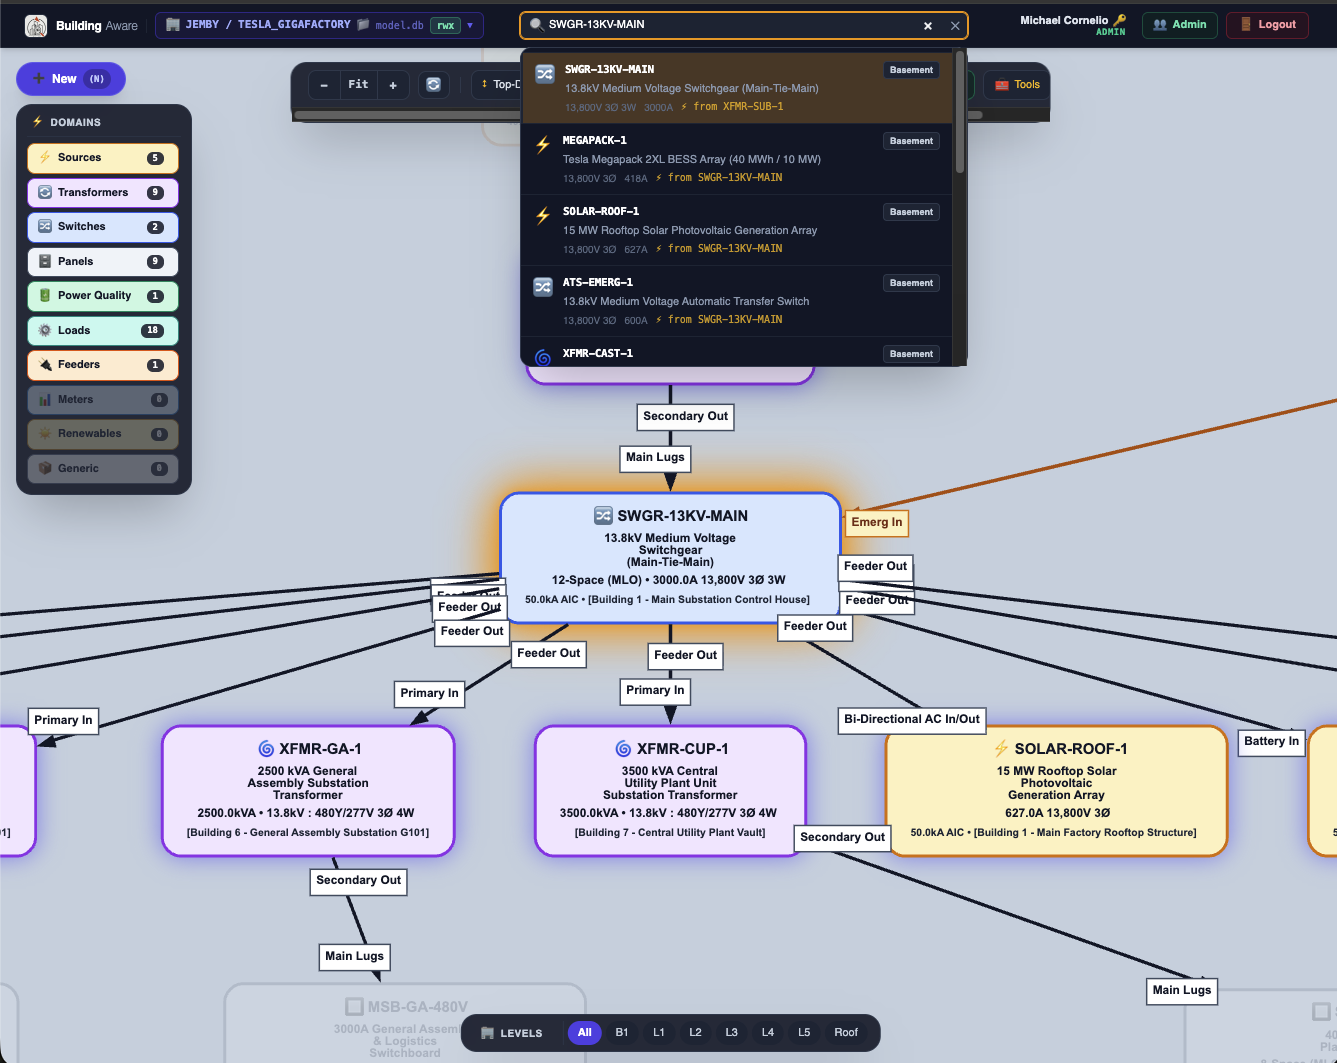 Building Aware
JEMBY / TESLA_GIGAFACTORY model.db rwx ▼
SWGR-13KV-MAIN × ×
Michael Cornelio
ADMIN
Admin
Logout
+ New (N)
− Fit +
Top-D
Tools
DOMAINS
Sources 5
Transformers 9
Switches 2
Panels 9
Power Quality 1
Loads 18
Feeders 1
Meters 0
Renewables 0
Generic 0
SWGR-13KV-MAIN Basement
13.8kV Medium Voltage Switchgear (Main-Tie-Main)
13,800V 3Ø 3W 3000A ⚡ from XFMR-SUB-1
MEGAPACK-1 Basement
Tesla Megapack 2XL BESS Array (40 MWh / 10 MW)
13,800V 3Ø 418A ⚡ from SWGR-13KV-MAIN
SOLAR-ROOF-1 Basement
15 MW Rooftop Solar Photovoltaic Generation Array
13,800V 3Ø 627A ⚡ from SWGR-13KV-MAIN
ATS-EMERG-1 Basement
13.8kV Medium Voltage Automatic Transfer Switch
13,800V 3Ø 600A ⚡ from SWGR-13KV-MAIN
XFMR-CAST-1 Basement
Secondary Out
Main Lugs
SWGR-13KV-MAIN
13.8kV Medium Voltage
Switchgear
(Main-Tie-Main)
12-Space (MLO) • 3000.0A 13,800V 3Ø 3W
50.0kA AIC • [Building 1 - Main Substation Control House]
Emerg In
Feeder Out
Feeder Out
Feeder Out
Feeder Out
Feeder Out
Feeder Out
Feeder Out
Feeder Out
Primary In
Primary In
Primary In
Bi-Directional AC In/Out
Battery In
XFMR-GA-1
2500 kVA General
Assembly Substation
Transformer
2500.0kVA • 13.8kV : 480Y/277V 3Ø 4W
[Building 6 - General Assembly Substation G101]
XFMR-CUP-1
3500 kVA Central
Utility Plant Unit
Substation Transformer
3500.0kVA • 13.8kV : 480Y/277V 3Ø 4W
[Building 7 - Central Utility Plant Vault]
SOLAR-ROOF-1
15 MW Rooftop Solar
Photovoltaic
Generation Array
627.0A 13,800V 3Ø
50.0kA AIC • [Building 1 - Main Factory Rooftop Structure]
Secondary Out
Secondary Out
Main Lugs
Main Lugs
MSB-GA-480V
3000A General Assem
& Logistics
Switchboard
LEVELS All B1 L1 L2 L3 L4 L5 Roof